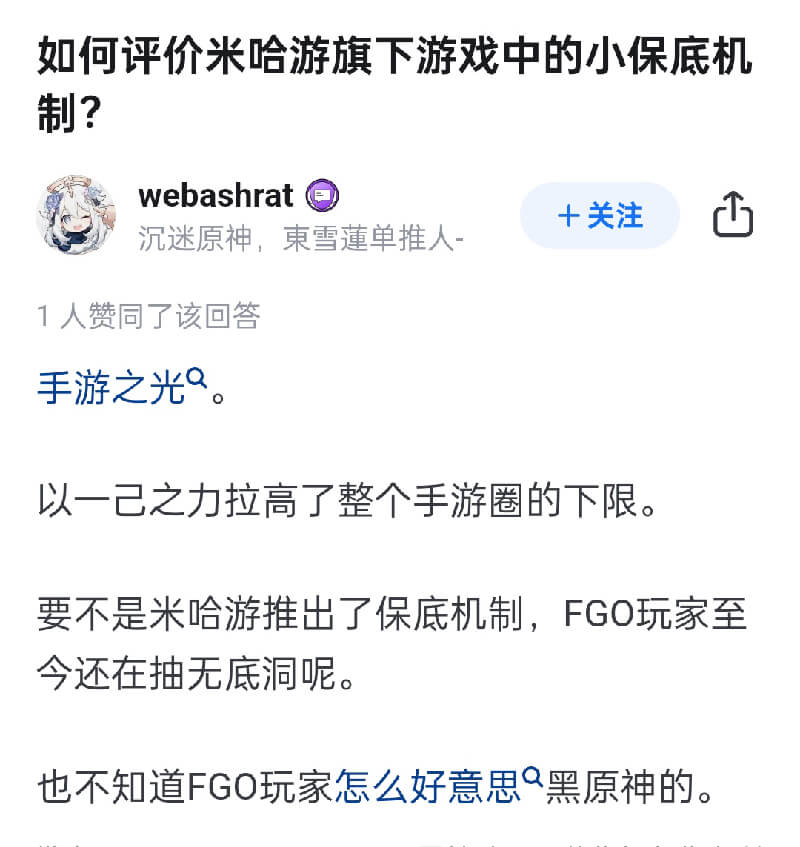 如何评价米哈游旗下游戏中的小保底机
制？
webashrat
沉迷原神，東雪蓮单推人-
+关注
1 人赞同了该回答
手游之光。
以一己之力拉高了整个手游圈的下限。
要不是米哈游推出了保底机制，FGO玩家至
今还在抽无底洞呢。
也不知道FGO玩家怎么好意思黑原神的。